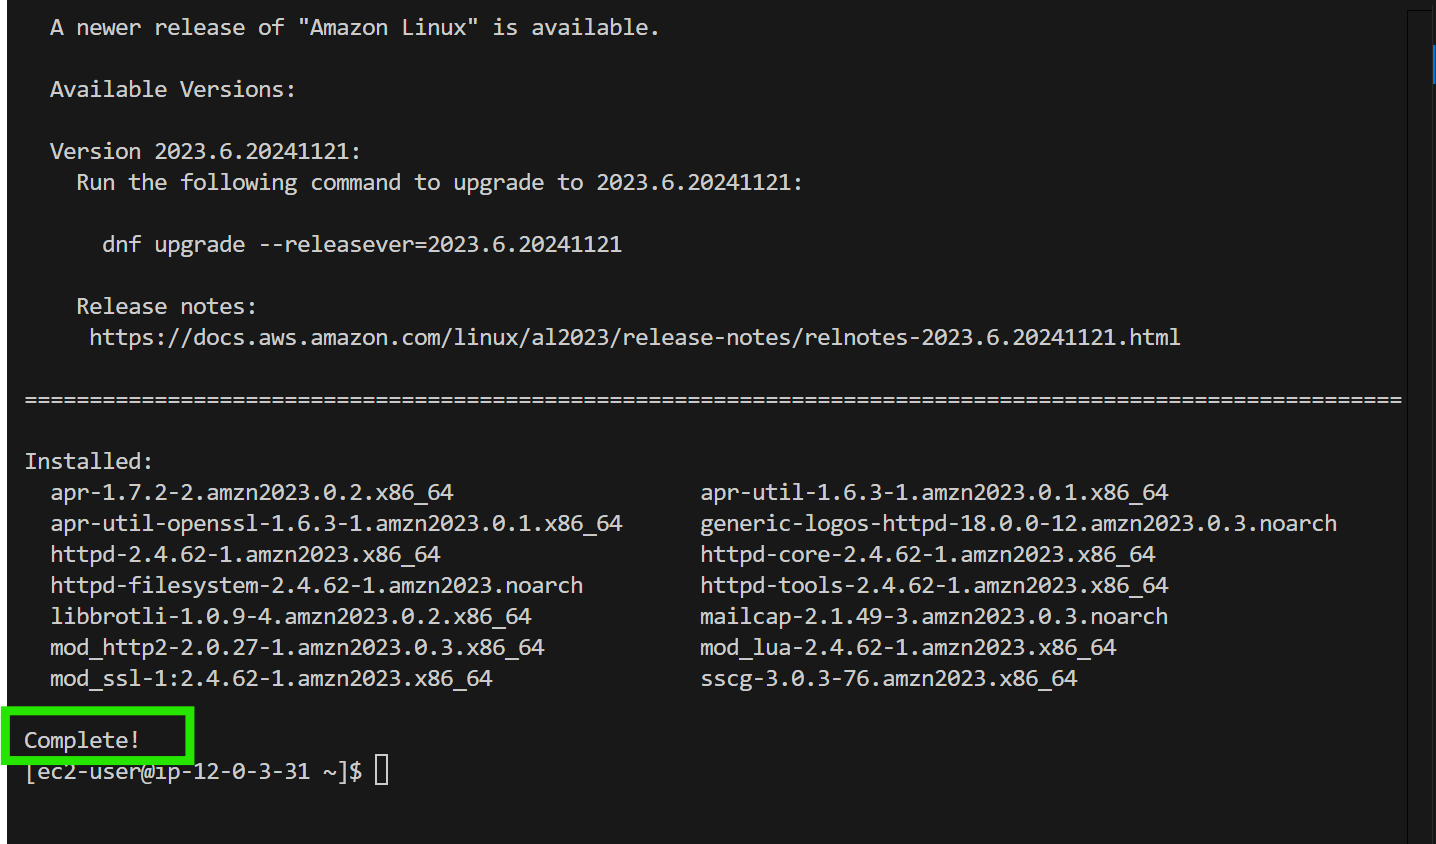 A newer release of "Amazon Linux" is available.
Available Versions:
Version 2023.6.20241121:
Run the following command to upgrade to 2023.6.20241121:
dnf upgrade --releasever=2023.6.20241121
Release notes:
https://docs.aws.amazon.com/linux/al2023/release-notes/relnotes-2023.6.20241121.html
==========================================================================================================
Installed:
apr-1.7.2-2.amzn2023.0.2.x86_64 apr-util-1.6.3-1.amzn2023.0.1.x86_64
apr-util-openssl-1.6.3-1.amzn2023.0.1.x86_64 generic-logos-httpd-18.0.0-12.amzn2023.0.3.noarch
httpd-2.4.62-1.amzn2023.x86_64 httpd-core-2.4.62-1.amzn2023.x86_64
httpd-filesystem-2.4.62-1.amzn2023.noarch httpd-tools-2.4.62-1.amzn2023.x86_64
libbrotli-1.0.9-4.amzn2023.0.2.x86_64 mailcap-2.1.49-3.amzn2023.0.3.noarch
mod_http2-2.0.27-1.amzn2023.0.3.x86_64 mod_lua-2.4.62-1.amzn2023.x86_64
mod_ssl-1:2.4.62-1.amzn2023.x86_64 sscg-3.0.3-76.amzn2023.x86_64
Complete!
[ec2-user@ip-12-0-3-31 ~]$